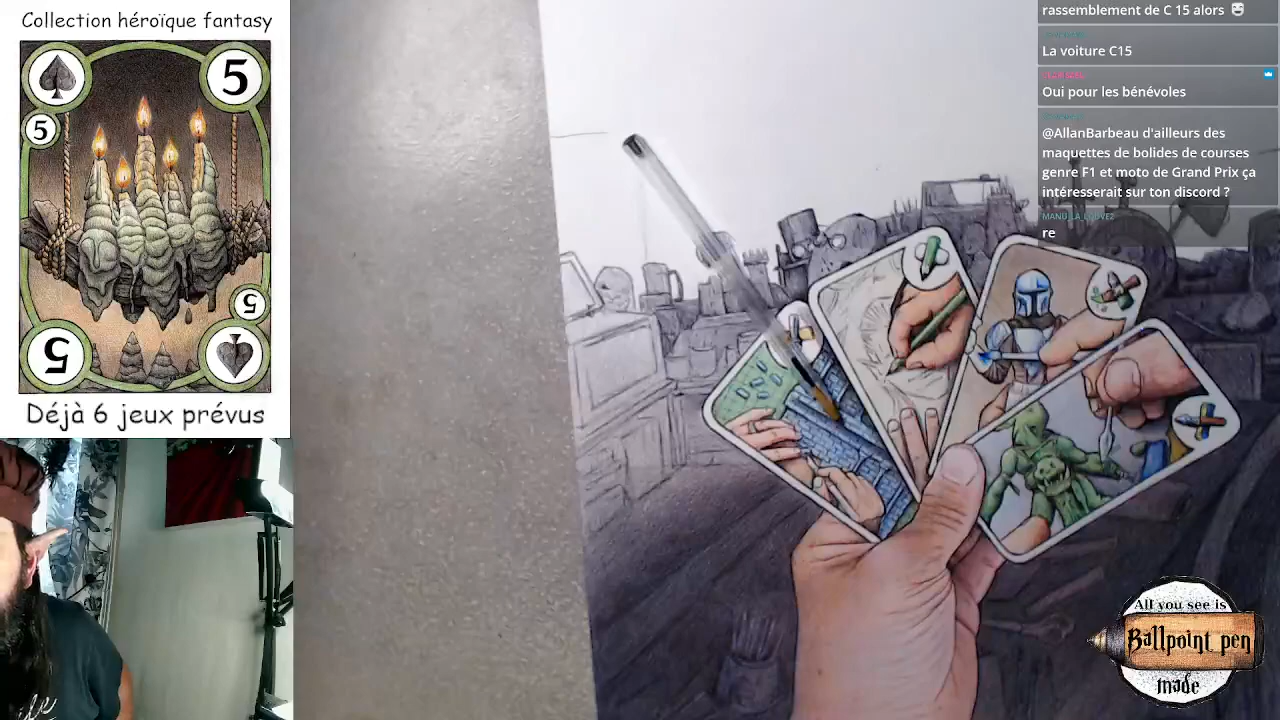 Collection héroïque fantasy
5
5
5
5
Déjà 6 jeux prévus
rassemblement de C 15 alors
La voiture C15
Oui pour les bénévoles
@AllanBarbeau d'ailleurs des
maquettes de bolides de courses
genre F1 et moto de Grand Prix ça
intéresserait sur ton discord ?
re
All you see is
Ballpoint pen
made